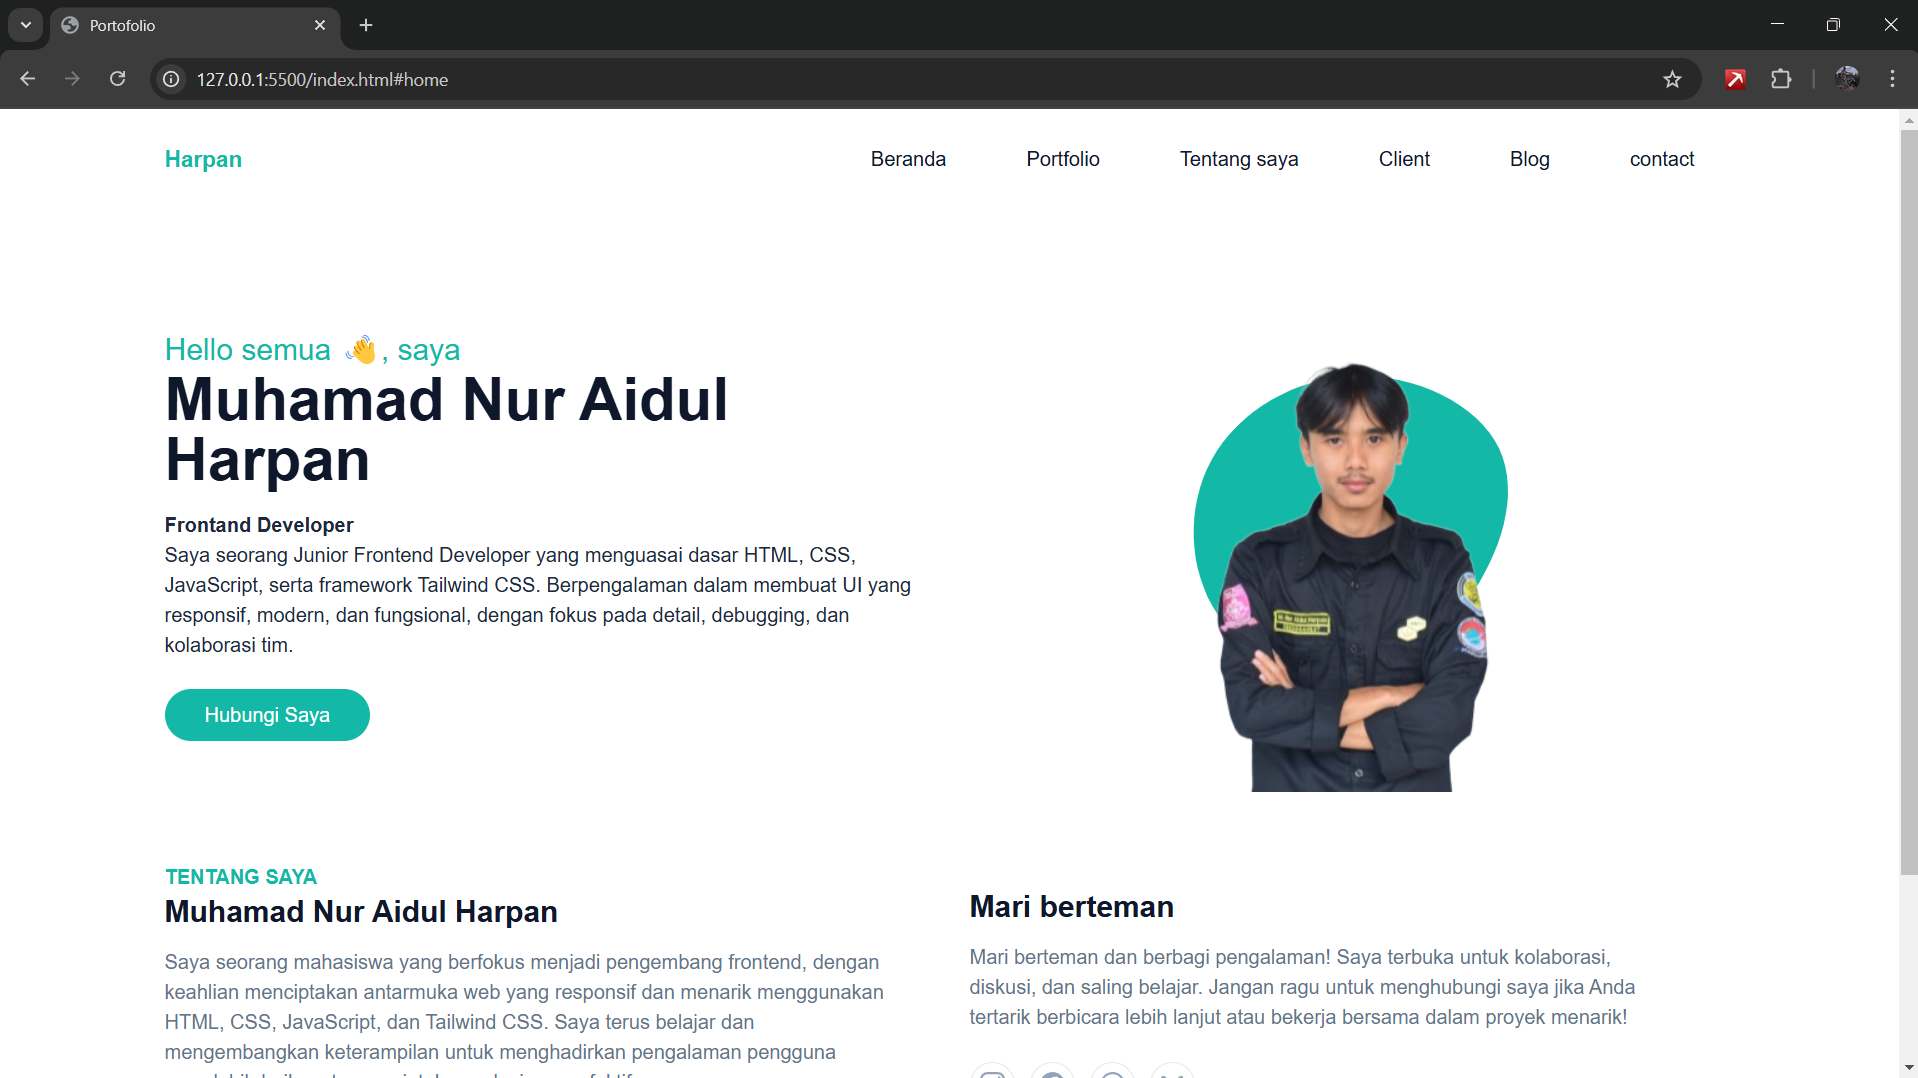 Portofolio
127.0.0.1:5500/index.html#home
Harpan
Beranda
Portfolio
Tentang saya
Client
Blog
contact
Hello semua 👋, saya
Muhamad Nur Aidul
Harpan
Frontand Developer
Saya seorang Junior Frontend Developer yang menguasai dasar HTML, CSS,
JavaScript, serta framework Tailwind CSS. Berpengalaman dalam membuat UI yang
responsif, modern, dan fungsional, dengan fokus pada detail, debugging, dan
kolaborasi tim.
Hubungi Saya
TENTANG SAYA
Muhamad Nur Aidul Harpan
Saya seorang mahasiswa yang berfokus menjadi pengembang frontend, dengan
keahlian menciptakan antarmuka web yang responsif dan menarik menggunakan
HTML, CSS, JavaScript, dan Tailwind CSS. Saya terus belajar dan
mengembangkan keterampilan untuk menghadirkan pengalaman pengguna
Mari berteman
Mari berteman dan berbagi pengalaman! Saya terbuka untuk kolaborasi,
diskusi, dan saling belajar. Jangan ragu untuk menghubungi saya jika Anda
tertarik berbicara lebih lanjut atau bekerja bersama dalam proyek menarik!